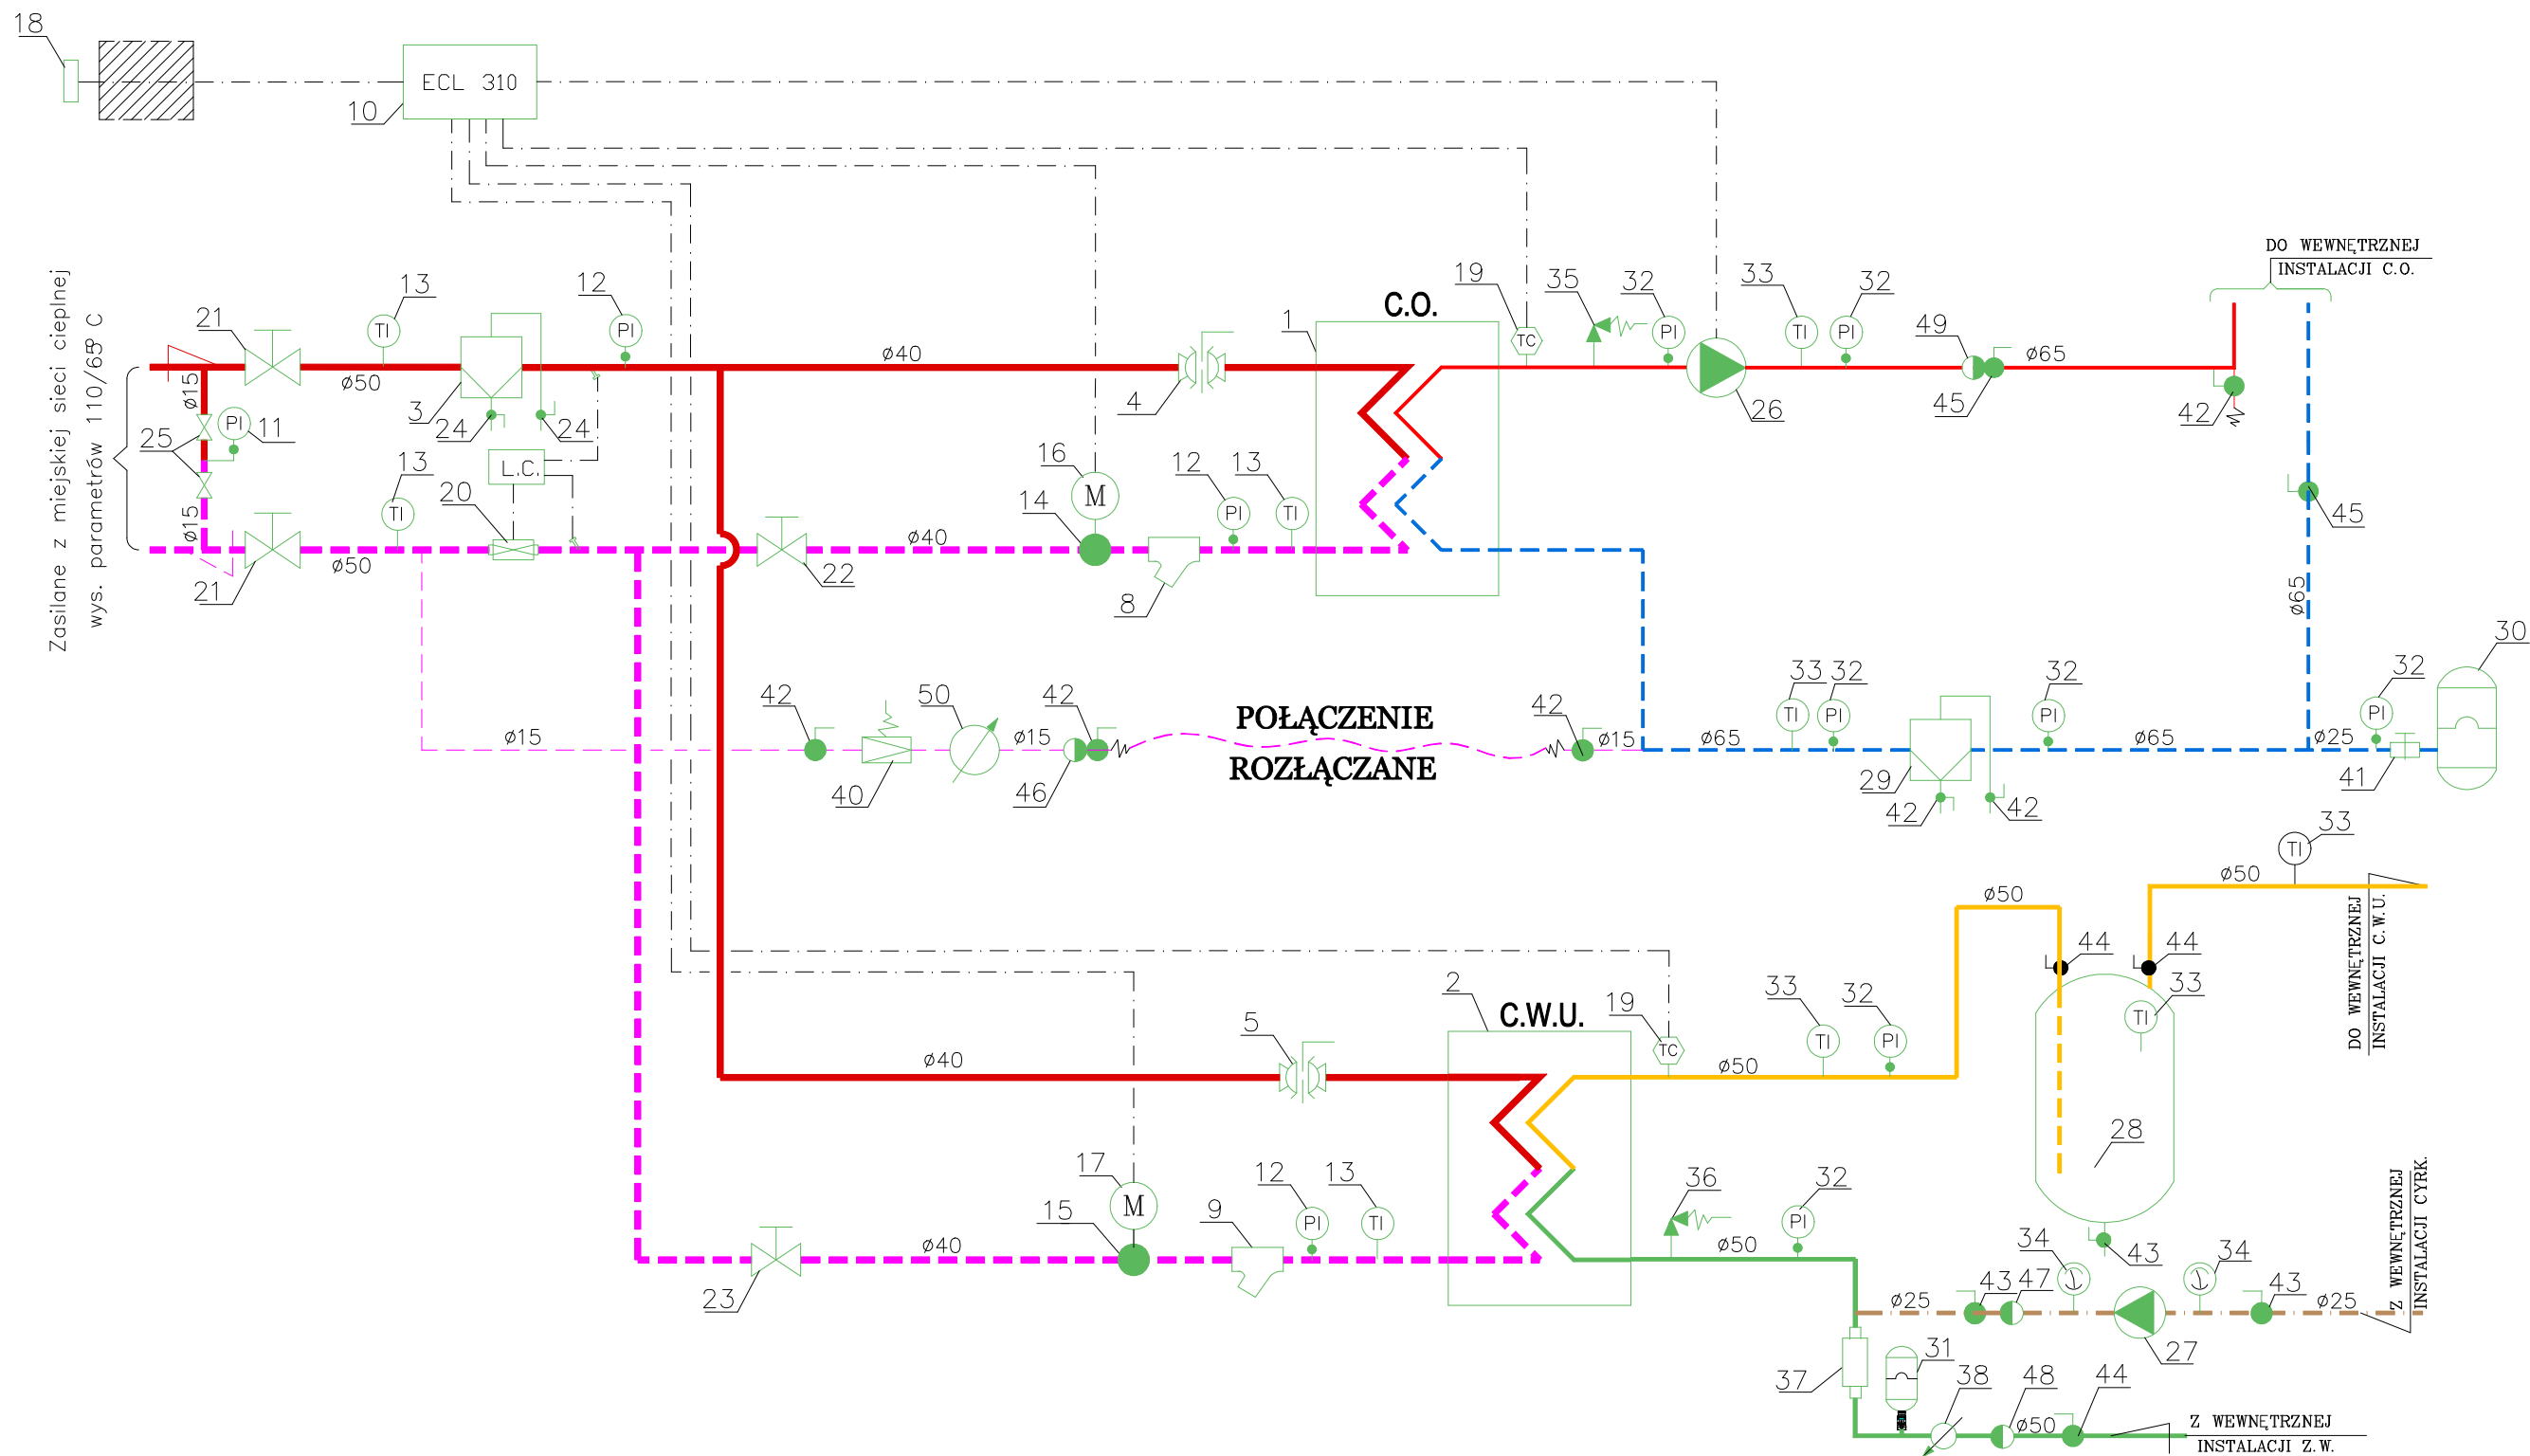 18
ECL 310
10
DO WEWNĘTRZNEJ
INSTALACJI C.O.
Zasilane z miejskiej sieci cieplnej
wys. parametrów 110/65° C
21
13
12
19
35
32
33
32
49
C.O.
1
TI
PI
TC
PI
TI
PI
ø50
ø40
ø65
ø15
3
4
26
45
42
PI
11
24
24
25
L.C.
13
20
16
12
13
M
14
45
TI
PI
TI
ø15
ø40
ø50
21
22
8
ø65
30
42
50
42
POŁĄCZENIE
ROZŁĄCZANE
42
33
32
32
32
TI
PI
PI
PI
ø15
ø15
ø15
ø65
ø65
ø25
40
46
29
41
42
42
33
TI
ø50
ø50
DO WEWNĘTRZNEJ
INSTALACJI C.W.U.
44
44
33
TI
2
C.W.U.
19
33
32
5
TC
TI
PI
ø40
ø50
28
17
12
13
36
32
M
15
9
PI
TI
PI
ø40
ø50
23
43
34
34
43
47
43
ø25
ø25
Z WEWNĘTRZNEJ
INSTALACJI CYRK.
27
31
37
38
48
44
ø50
Z WEWNĘTRZNEJ
INSTALACJI Z.W.